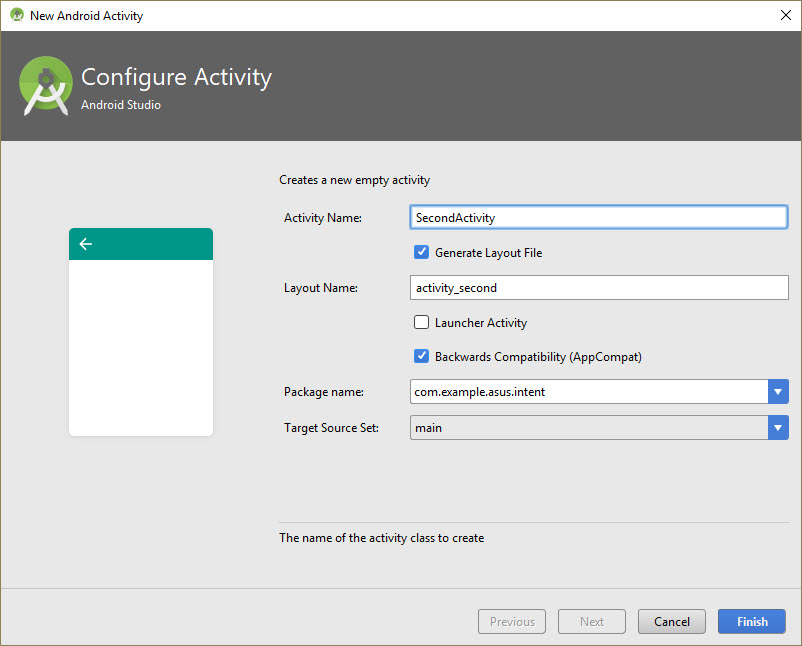 New Android Activity
Configure Activity
Android Studio
Creates a new empty activity
Activity Name: SecondActivity
Generate Layout File
Layout Name: activity_second
Launcher Activity
Backwards Compatibility (AppCompat)
Package name: com.example.asus.intent
Target Source Set: main
The name of the activity class to create
Previous Next Cancel Finish